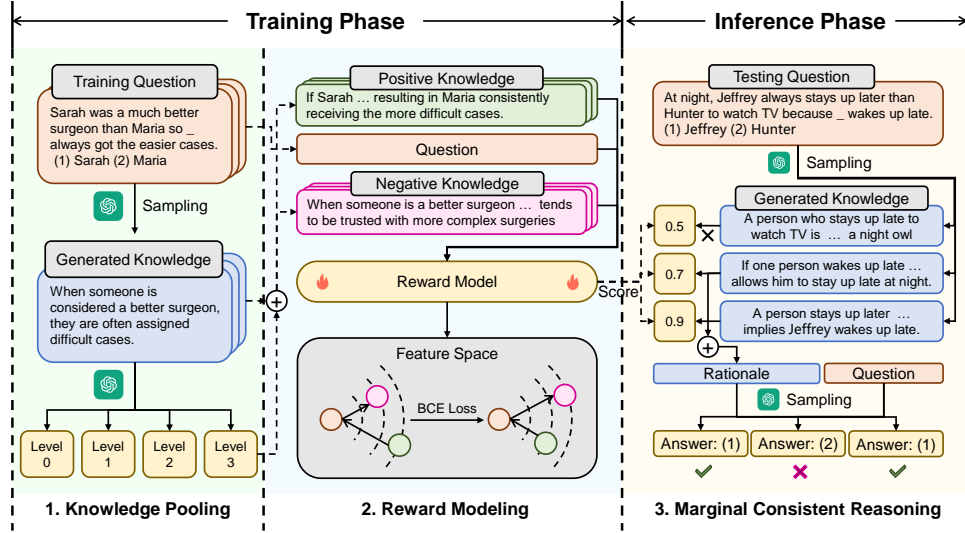 Training Phase
Inference Phase
Training Question
Sarah was a much better
surgeon than Maria so _
always got the easier cases.
(1) Sarah (2) Maria
Sampling
Generated Knowledge
When someone is
considered a better surgeon,
they are often assigned
difficult cases.
Level
0
Level
1
Level
2
Level
3
1. Knowledge Pooling
Positive Knowledge
If Sarah … resulting in Maria consistently
receiving the more difficult cases.
Question
Negative Knowledge
When someone is a better surgeon … tends
to be trusted with more complex surgeries
Reward Model
Score
Feature Space
BCE Loss
2. Reward Modeling
Testing Question
At night, Jeffrey always stays up later than
Hunter to watch TV because _ wakes up late.
(1) Jeffrey (2) Hunter
Sampling
Generated Knowledge
0.5
A person who stays up late to
watch TV is … a night owl
0.7
If one person wakes up late …
allows him to stay up late at night.
0.9
A person stays up later …
implies Jeffrey wakes up late.
Rationale
Question
Sampling
Answer: (1)
Answer: (2)
Answer: (1)
3. Marginal Consistent Reasoning